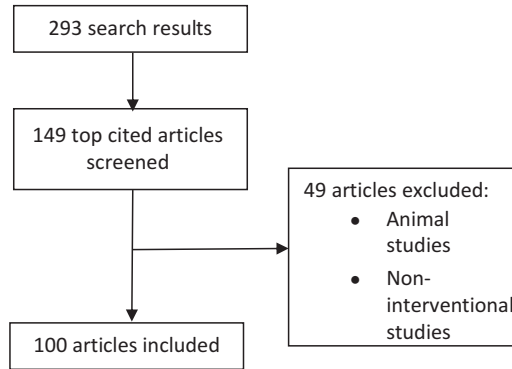 293 search results
149 top cited articles
screened
49 articles excluded:
• Animal
studies
• Non-
interventional
studies
100 articles included